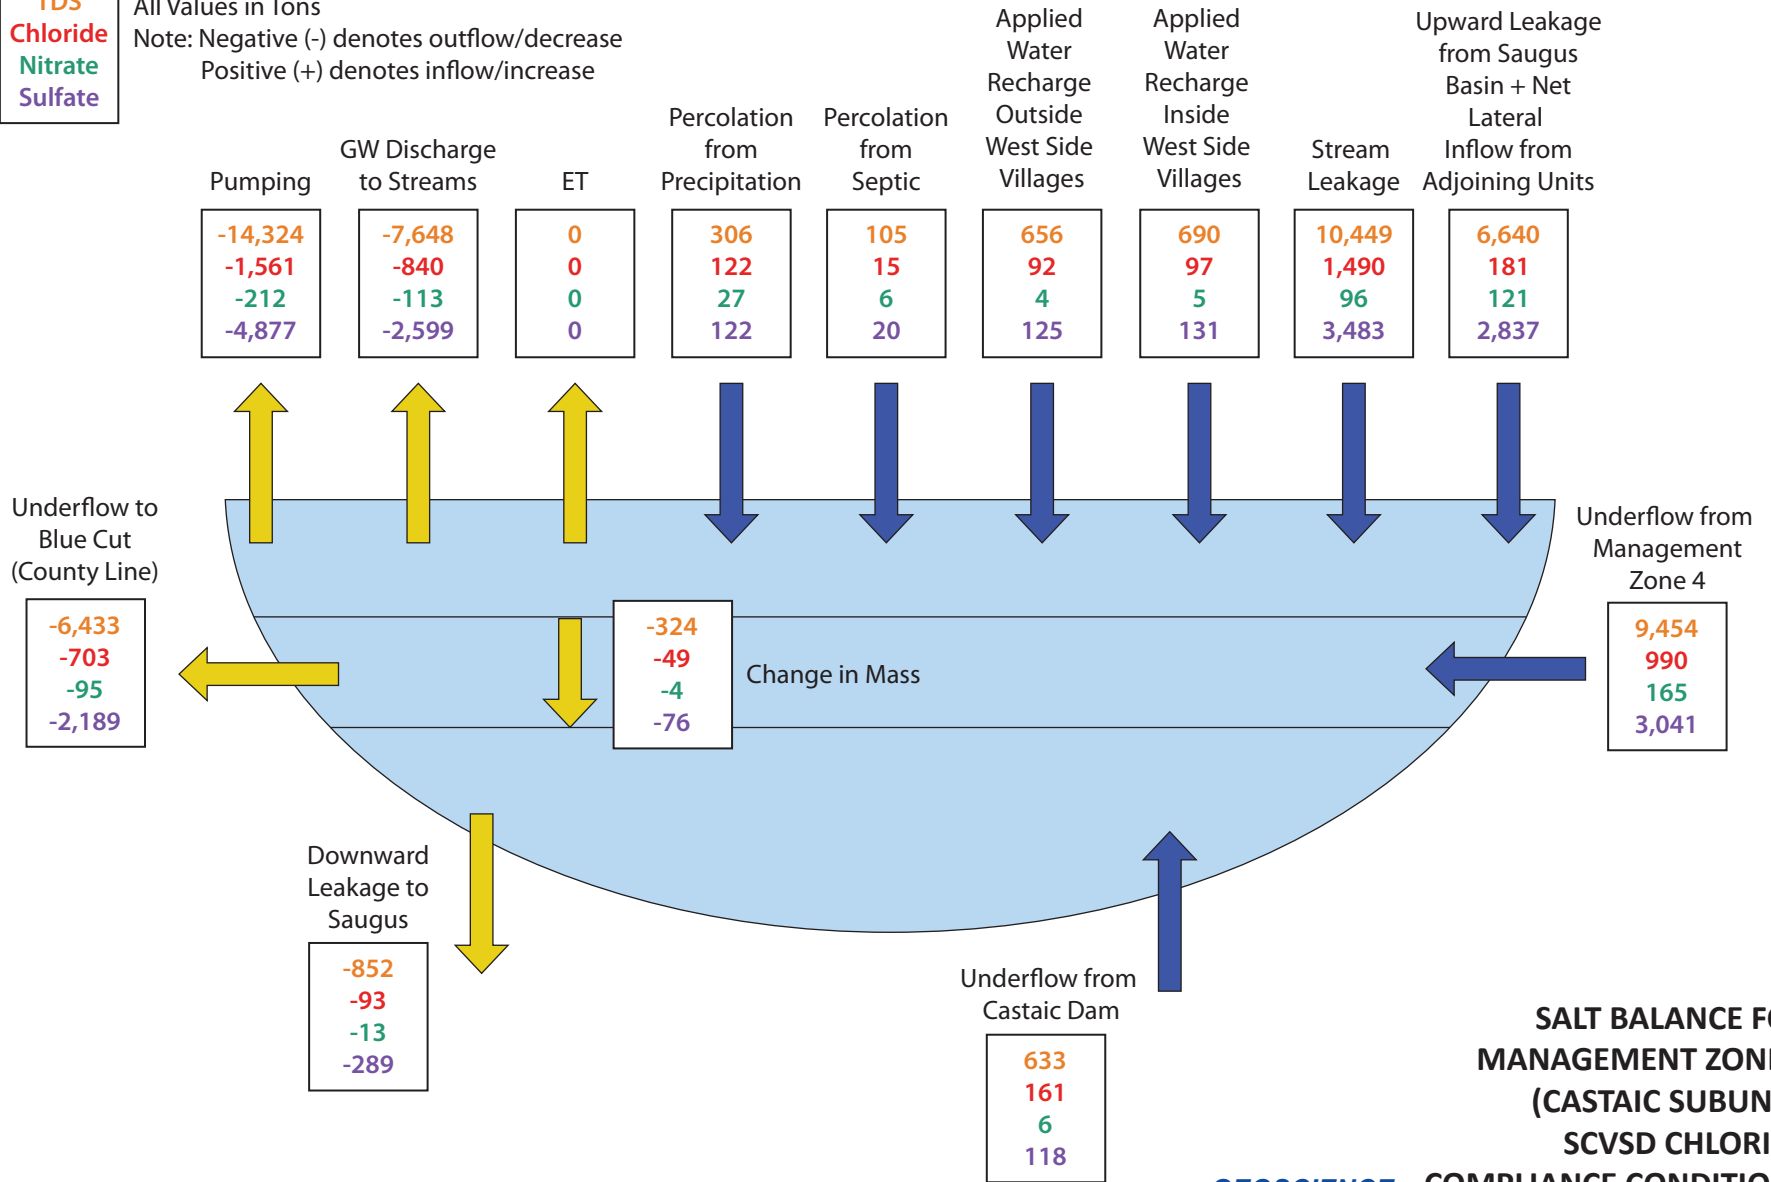 TDS
Chloride
Nitrate
Sulfate
All Values in Tons
Note: Negative (-) denotes outflow/decrease
Positive (+) denotes inflow/increase
Pumping
-14,324
-1,561
-212
-4,877
GW Discharge
to Streams
-7,648
-840
-113
-2,599
ET
0
0
0
0
Percolation
from
Precipitation
306
122
27
122
Percolation
from
Septic
105
15
6
20
Applied
Water
Recharge
Outside
West Side
Villages
656
92
4
125
Applied
Water
Recharge
Inside
West Side
Villages
690
97
5
131
Stream
Leakage
10,449
1,490
96
3,483
Upward Leakage
from Saugus
Basin + Net
Lateral
Inflow from
Adjoining Units
6,640
181
121
2,837
Underflow to
Blue Cut
(County Line)
-6,433
-703
-95
-2,189
-324
-49
-4
-76
Change in Mass
Underflow from
Management
Zone 4
9,454
990
165
3,041
Downward
Leakage to
Saugus
-852
-93
-13
-289
Underflow from
Castaic Dam
633
161
6
118
SALT BALANCE
MANAGEMENT
(CASTAIC
SCVSD
COMPLIANCE